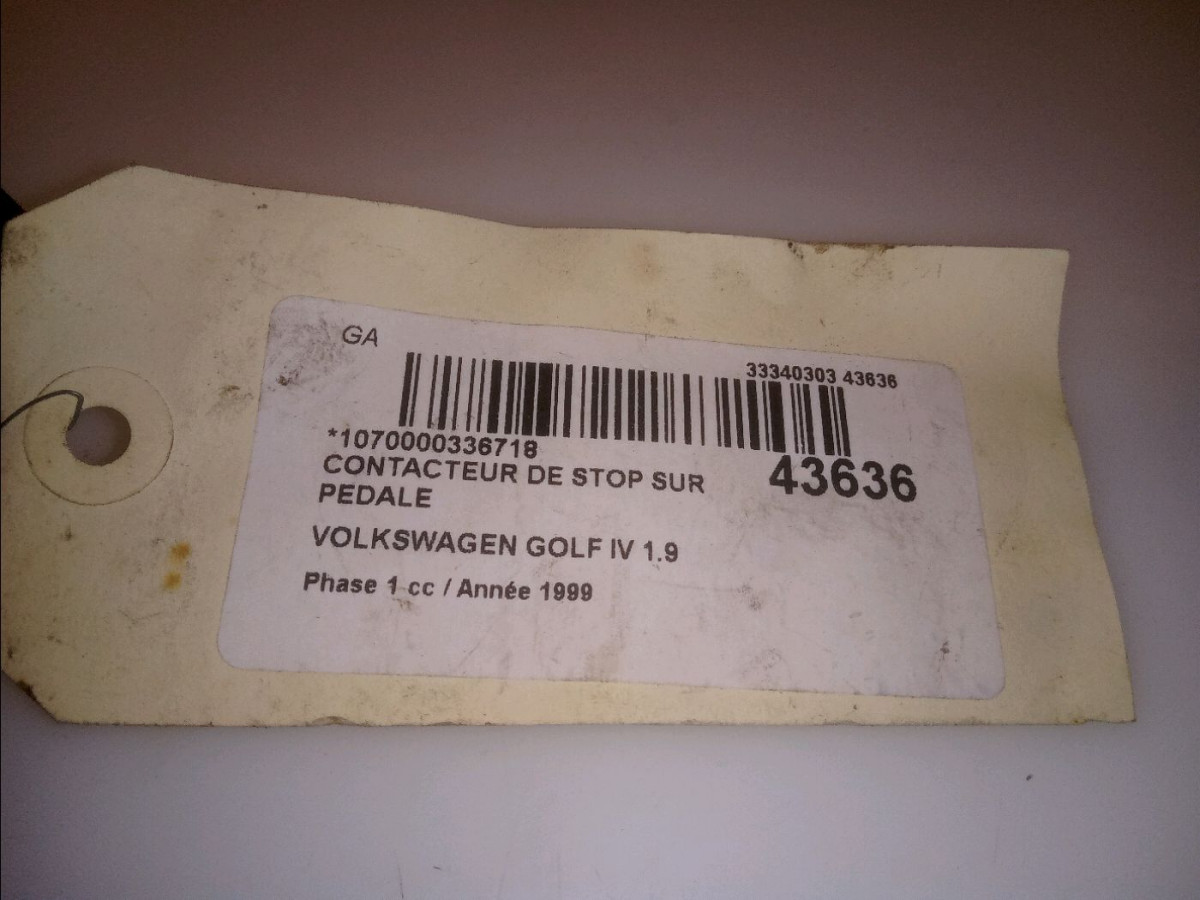 GA
33340303 43636
*1070000336718
43636
CONTACTEUR DE STOP SUR
PEDALE
VOLKSWAGEN GOLF IV 1.9
Phase 1 cc / Année 1999